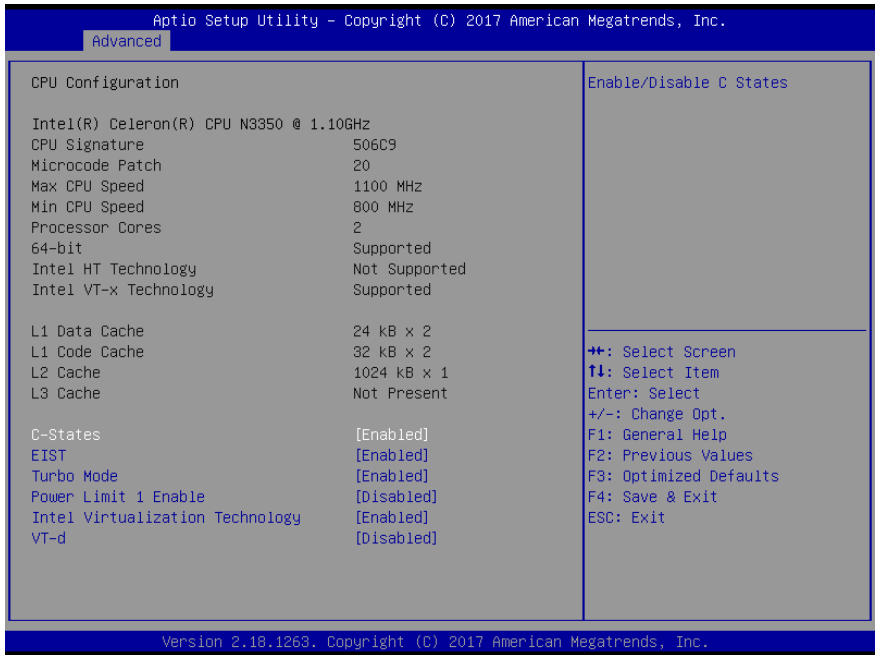 Aptio Setup Utility – Copyright (C) 2017 American Megatrends, Inc.
Advanced
CPU Configuration
Intel(R) Celeron(R) CPU N3350 @ 1.10GHz
CPU Signature 506C9
Microcode Patch 20
Max CPU Speed 1100 MHz
Min CPU Speed 800 MHz
Processor Cores 2
64-bit Supported
Intel HT Technology Not Supported
Intel VT-x Technology Supported
L1 Data Cache 24 kB x 2
L1 Code Cache 32 kB x 2
L2 Cache 1024 kB x 1
L3 Cache Not Present
C-States [Enabled]
EIST [Enabled]
Turbo Mode [Enabled]
Power Limit 1 Enable [Disabled]
Intel Virtualization Technology [Enabled]
VT-d [Disabled]
Enable/Disable C States
→←: Select Screen
↑↓: Select Item
Enter: Select
+/-: Change Opt.
F1: General Help
F2: Previous Values
F3: Optimized Defaults
F4: Save & Exit
ESC: Exit
Version 2.18.1263. Copyright (C) 2017 American Megatrends, Inc.